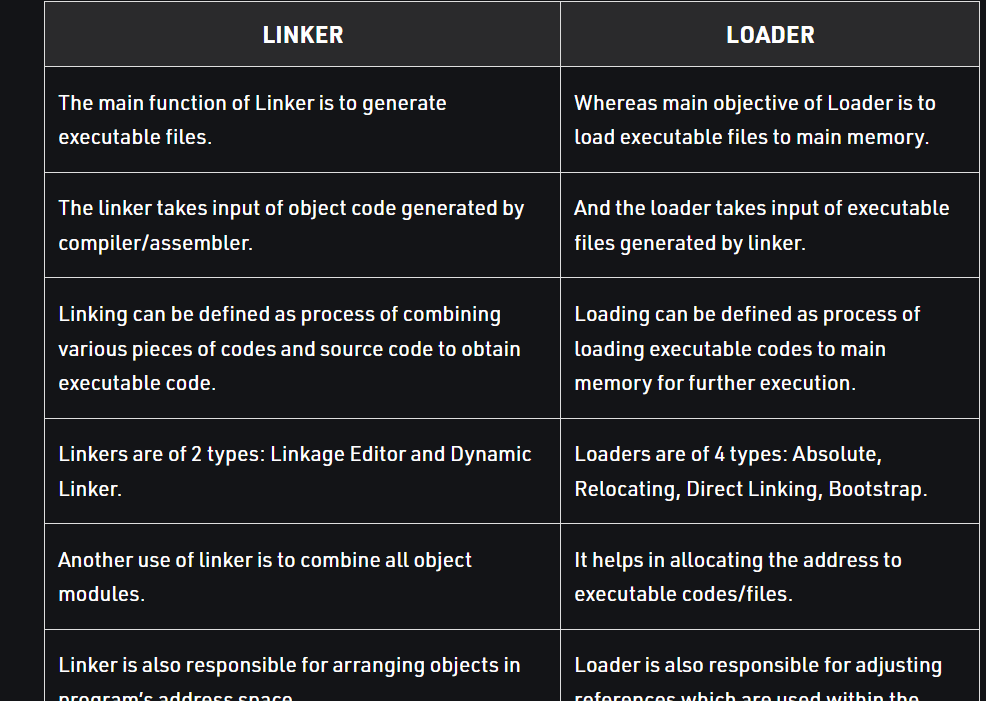 LINKER
LOADER
The main function of Linker is to generate
executable files.
Whereas main objective of Loader is to
load executable files to main memory.
The linker takes input of object code generated by
compiler/assembler.
And the loader takes input of executable
files generated by linker.
Linking can be defined as process of combining
various pieces of codes and source code to obtain
executable code.
Loading can be defined as process of
loading executable codes to main
memory for further execution.
Linkers are of 2 types: Linkage Editor and Dynamic
Linker.
Loaders are of 4 types: Absolute,
Relocating, Direct Linking, Bootstrap.
Another use of linker is to combine all object
modules.
It helps in allocating the address to
executable codes/files.
Linker is also responsible for arranging objects in
program’s address space.
Loader is also responsible for adjusting
references which are used within the